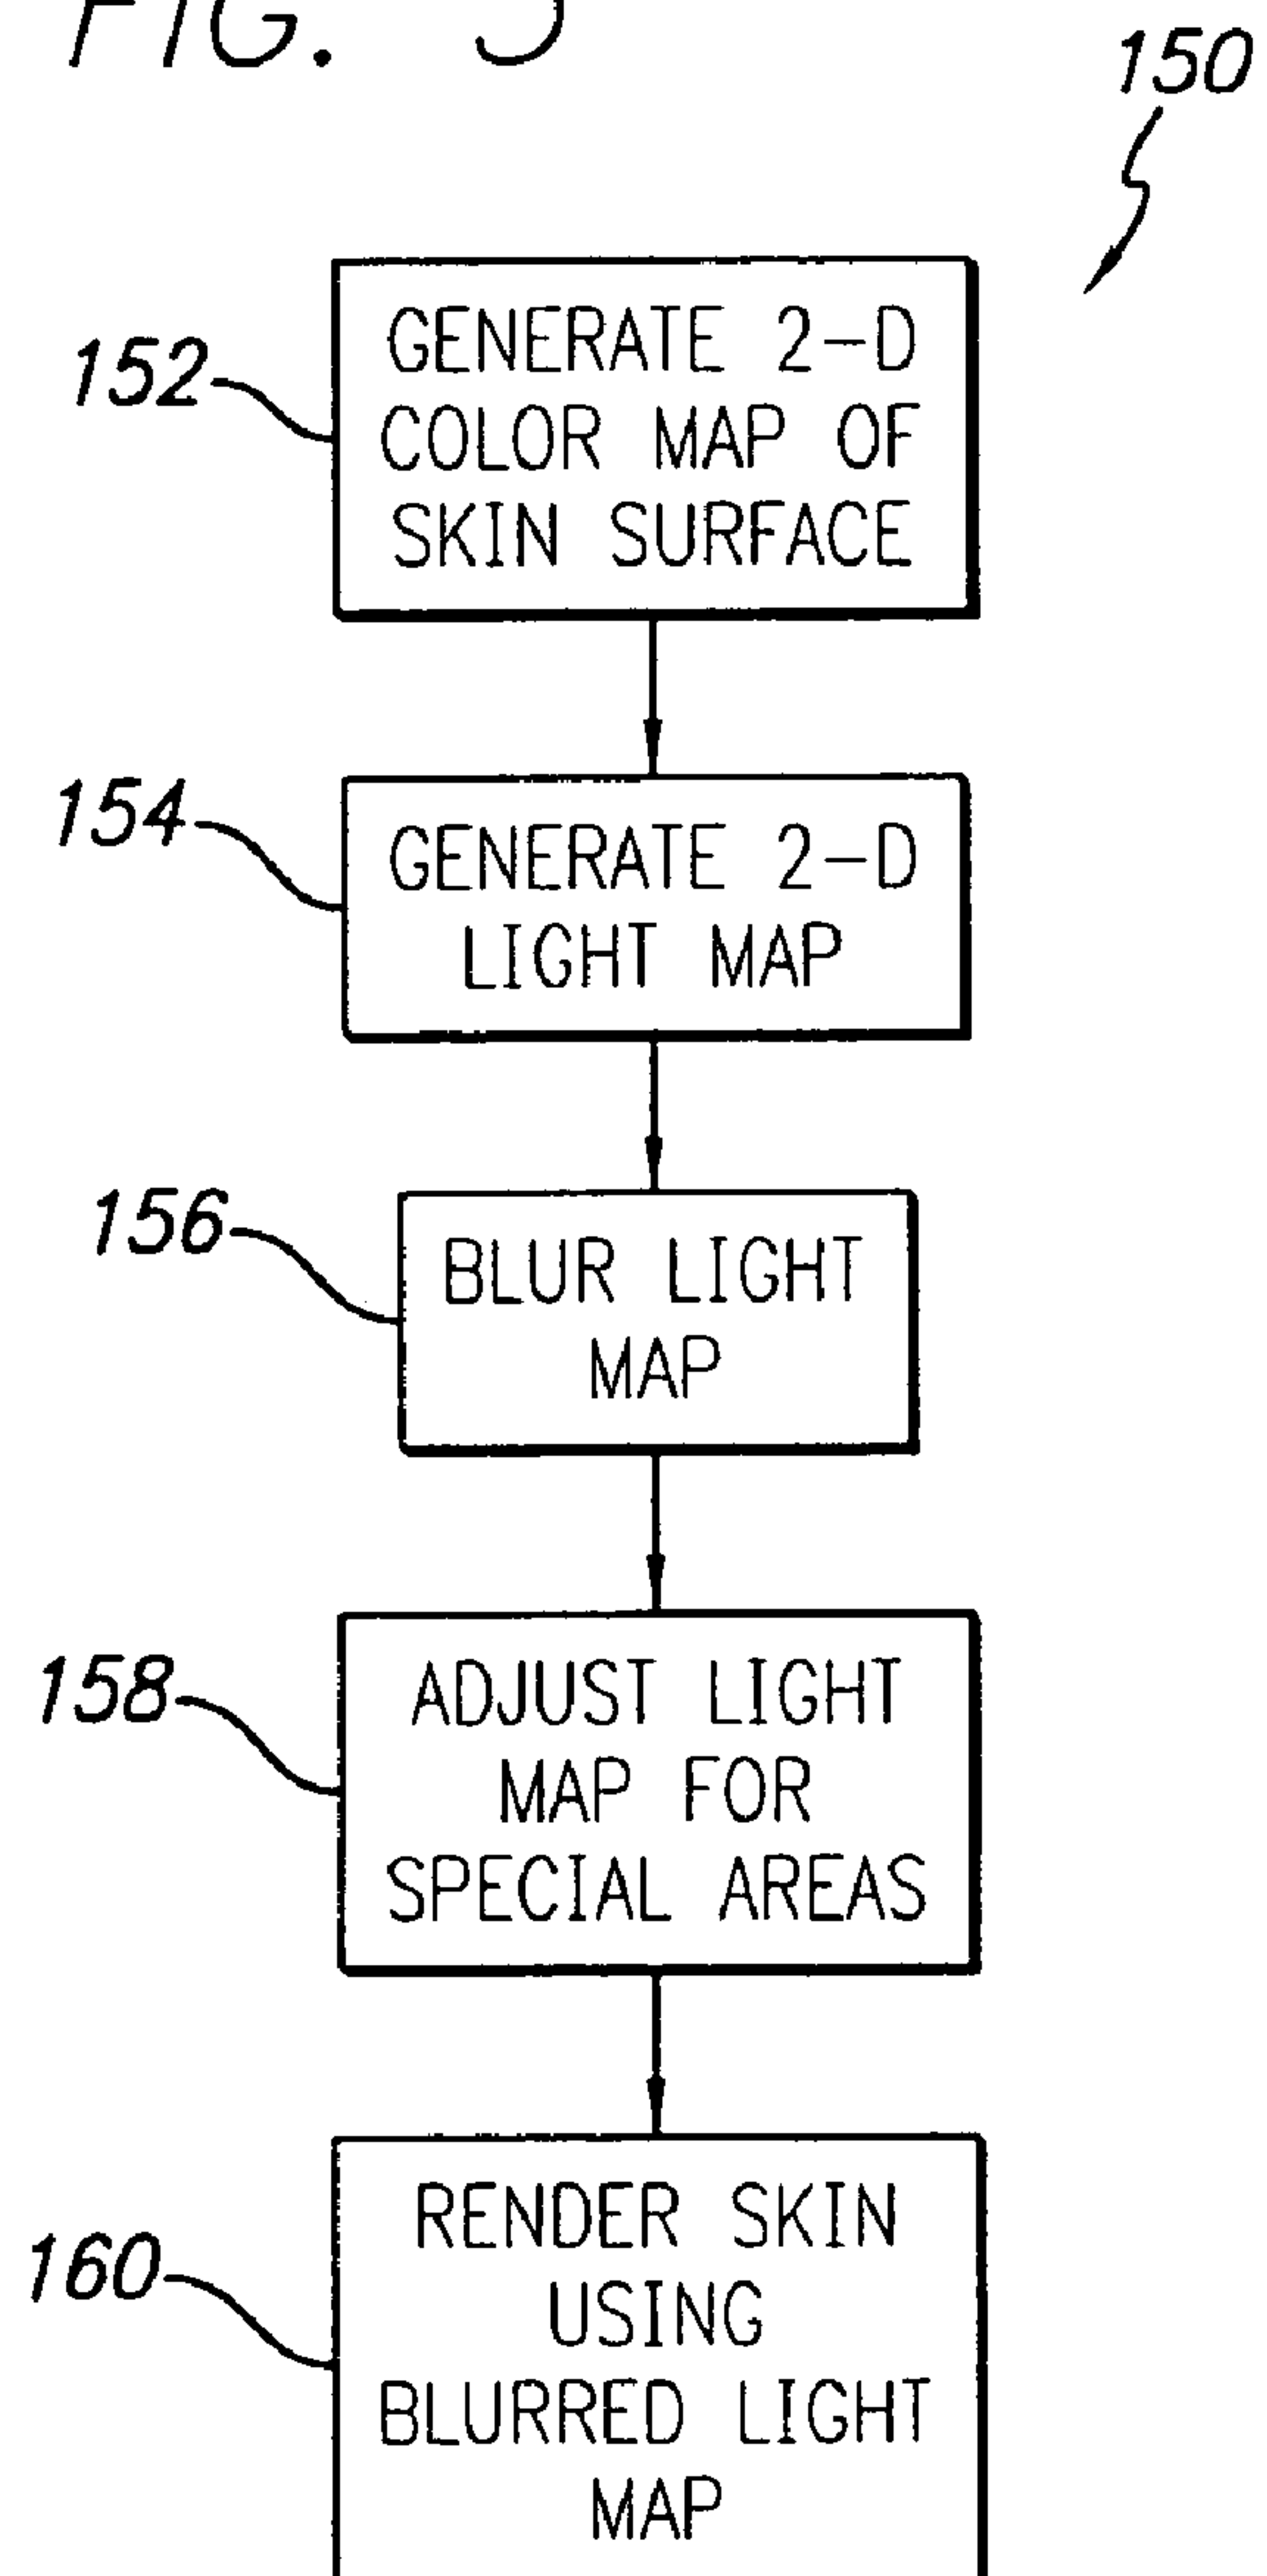 FIG.
150
152
GENERATE 2-D
COLOR MAP OF
SKIN SURFACE
154
GENERATE 2-D
LIGHT MAP
156
BLUR LIGHT
MAP
158
ADJUST LIGHT
MAP FOR
SPECIAL AREAS
160
RENDER SKIN
USING
BLURRED LIGHT
MAP